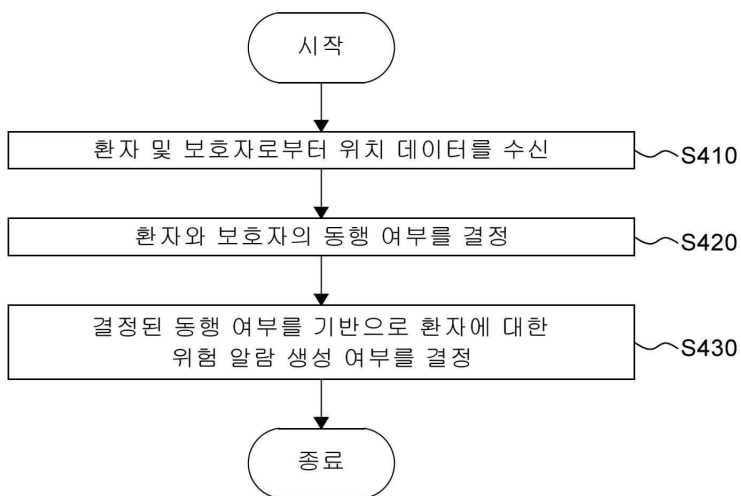 시작
환자 및 보호자로부터 위치 데이터를 수신
S410
환자와 보호자의 동행 여부를 결정
S420
결정된 동행 여부를 기반으로 환자에 대한
위험 알람 생성 여부를 결정
S430
종료